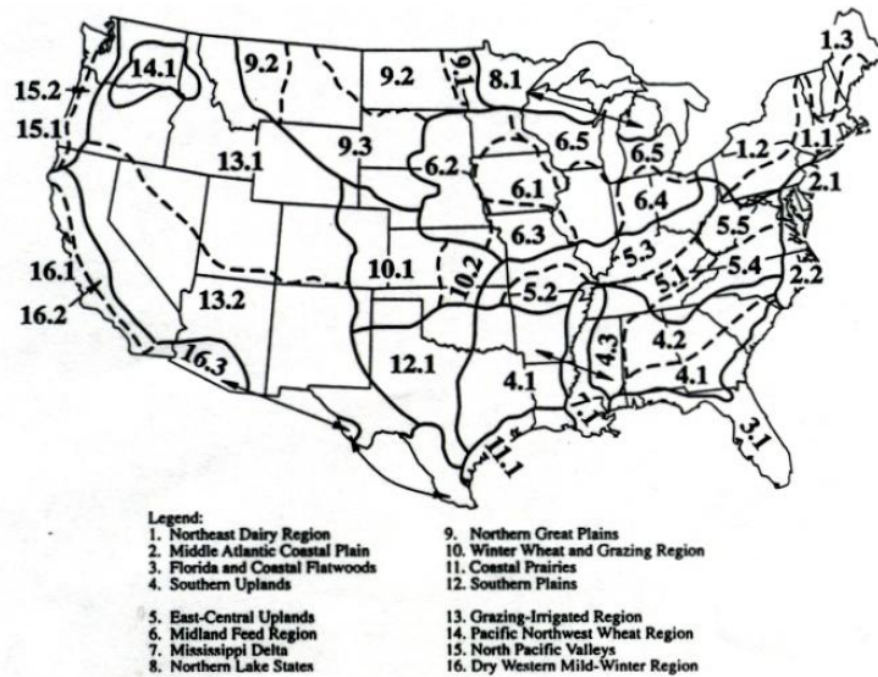 1.3
14.1
9.2
9.2
9.1
8.1
15.2
15.1
1.2
1.1
13.1
9.3
6.2
6.5
6.5
2.1
6.1
6.4
6.3
5.5
5.3
5.4
5.1
16.1
10.1
10.2
5.2
2.2
16.2
13.2
4.2
4.3
16.3
12.1
4.1
4.1
7.1
3.1
11.1
Legend:
1. Northeast Dairy Region
2. Middle Atlantic Coastal Plain
3. Florida and Coastal Flatwoods
4. Southern Uplands
5. East-Central Uplands
6. Midland Feed Region
7. Mississippi Delta
8. Northern Lake States
9. Northern Great Plains
10. Winter Wheat and Grazing Region
11. Coastal Prairies
12. Southern Plains
13. Grazing-Irrigated Region
14. Pacific Northwest Wheat Region
15. North Pacific Valleys
16. Dry Western Mild-Winter Region